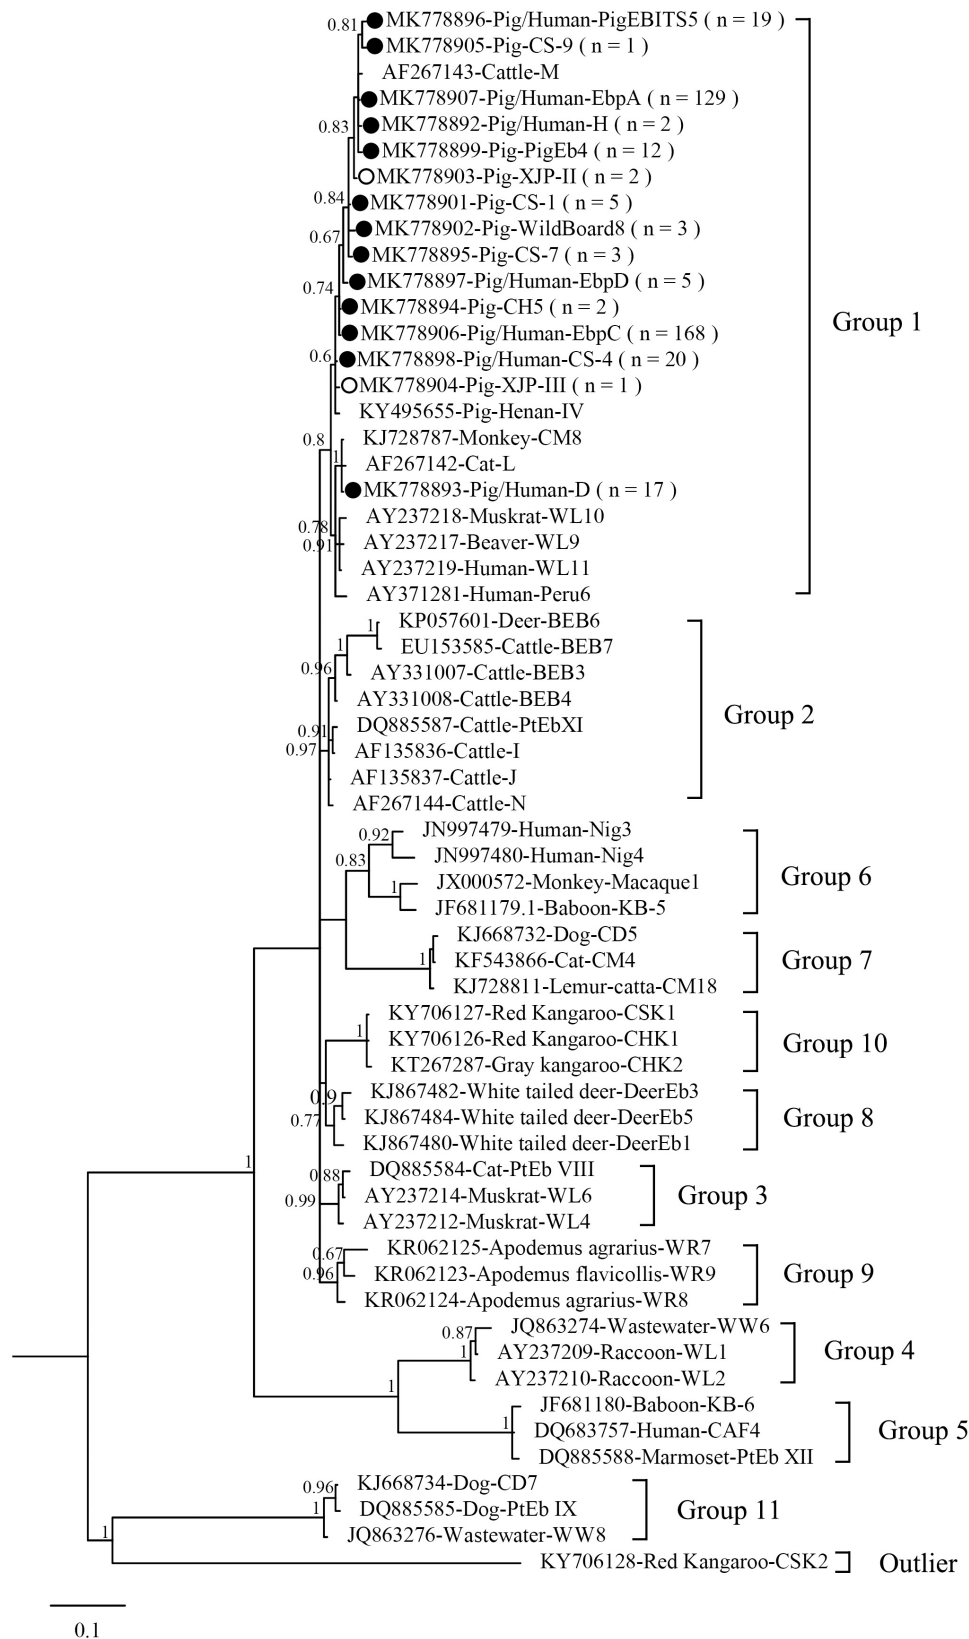 0.81
MK778896-Pig/Human-PigEBITS5 ( n = 19 )
MK778905-Pig-CS-9 ( n = 1 )
AF267143-Cattle-M
MK778907-Pig/Human-EbpA ( n = 129 )
0.83
MK778892-Pig/Human-H ( n = 2 )
MK778899-Pig-PigEb4 ( n = 12 )
MK778903-Pig-XJP-II ( n = 2 )
0.84
MK778901-Pig-CS-1 ( n = 5 )
MK778902-Pig-WildBoard8 ( n = 3 )
0.67
MK778895-Pig-CS-7 ( n = 3 )
MK778897-Pig/Human-EbpD ( n = 5 )
0.74
MK778894-Pig-CH5 ( n = 2 )
Group 1
MK778906-Pig/Human-EbpC ( n = 168 )
0.6
MK778898-Pig/Human-CS-4 ( n = 20 )
MK778904-Pig-XJP-III ( n = 1 )
KY495655-Pig-Henan-IV
0.8
KJ728787-Monkey-CM8
1
AF267142-Cat-L
MK778893-Pig/Human-D ( n = 17 )
AY237218-Muskrat-WL10
0.78
0.91
AY237217-Beaver-WL9
AY237219-Human-WL11
AY371281-Human-Peru6
1
KP057601-Deer-BEB6
1
EU153585-Cattle-BEB7
0.96
AY331007-Cattle-BEB3
AY331008-Cattle-BEB4
Group 2
0.91
DQ885587-Cattle-PtEbXI
0.97
AF135836-Cattle-I
AF135837-Cattle-J
AF267144-Cattle-N
0.92
JN997479-Human-Nig3
0.83
JN997480-Human-Nig4
Group 6
1
JX000572-Monkey-Macaque1
JF681179.1-Baboon-KB-5
KJ668732-Dog-CD5
1
KF543866-Cat-CM4
Group 7
KJ728811-Lemur-catta-CM18
KY706127-Red Kangaroo-CSK1
1
KY706126-Red Kangaroo-CHK1
Group 10
KT267287-Gray kangaroo-CHK2
0.9
KJ867482-White tailed deer-DeerEb3
0.77
KJ867484-White tailed deer-DeerEb5
Group 8
KJ867480-White tailed deer-DeerEb1
1
0.88
DQ885584-Cat-PtEb VIII
0.99
AY237214-Muskrat-WL6
Group 3
AY237212-Muskrat-WL4
0.67
KR062125-Apodemus agrarius-WR7
0.96
KR062123-Apodemus flavicollis-WR9
Group 9
KR062124-Apodemus agrarius-WR8
0.87
JQ863274-Wastewater-WW6
1
AY237209-Raccoon-WL1
Group 4
AY237210-Raccoon-WL2
1
JF681180-Baboon-KB-6
1
DQ683757-Human-CAF4
Group 5
DQ885588-Marmoset-PtEb XII
0.96
KJ668734-Dog-CD7
1
DQ885585-Dog-PtEb IX
Group 11
JQ863276-Wastewater-WW8
1
KY706128-Red Kangaroo-CSK2
Outlier
0.1